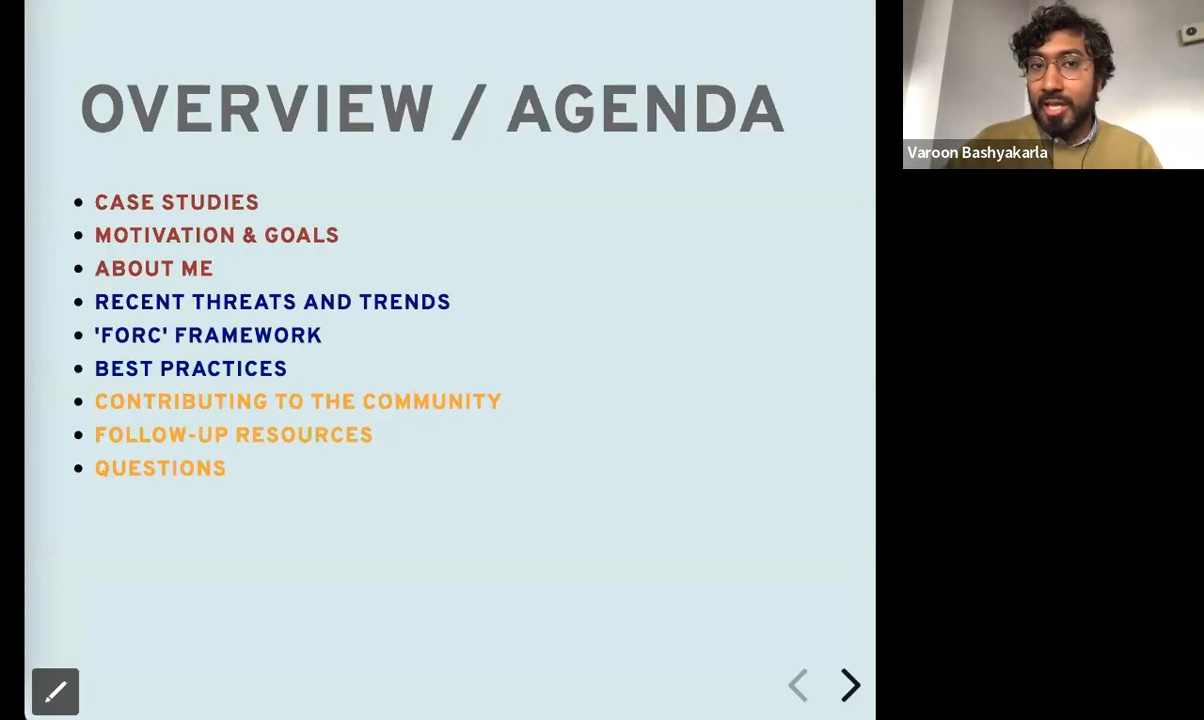 OVERVIEW / AGENDA
CASE STUDIES
MOTIVATION & GOALS
ABOUT ME
RECENT THREATS AND TRENDS
'FORC' FRAMEWORK
BEST PRACTICES
CONTRIBUTING TO THE COMMUNITY
FOLLOW-UP RESOURCES
QUESTIONS
Varoon Bashyakarla